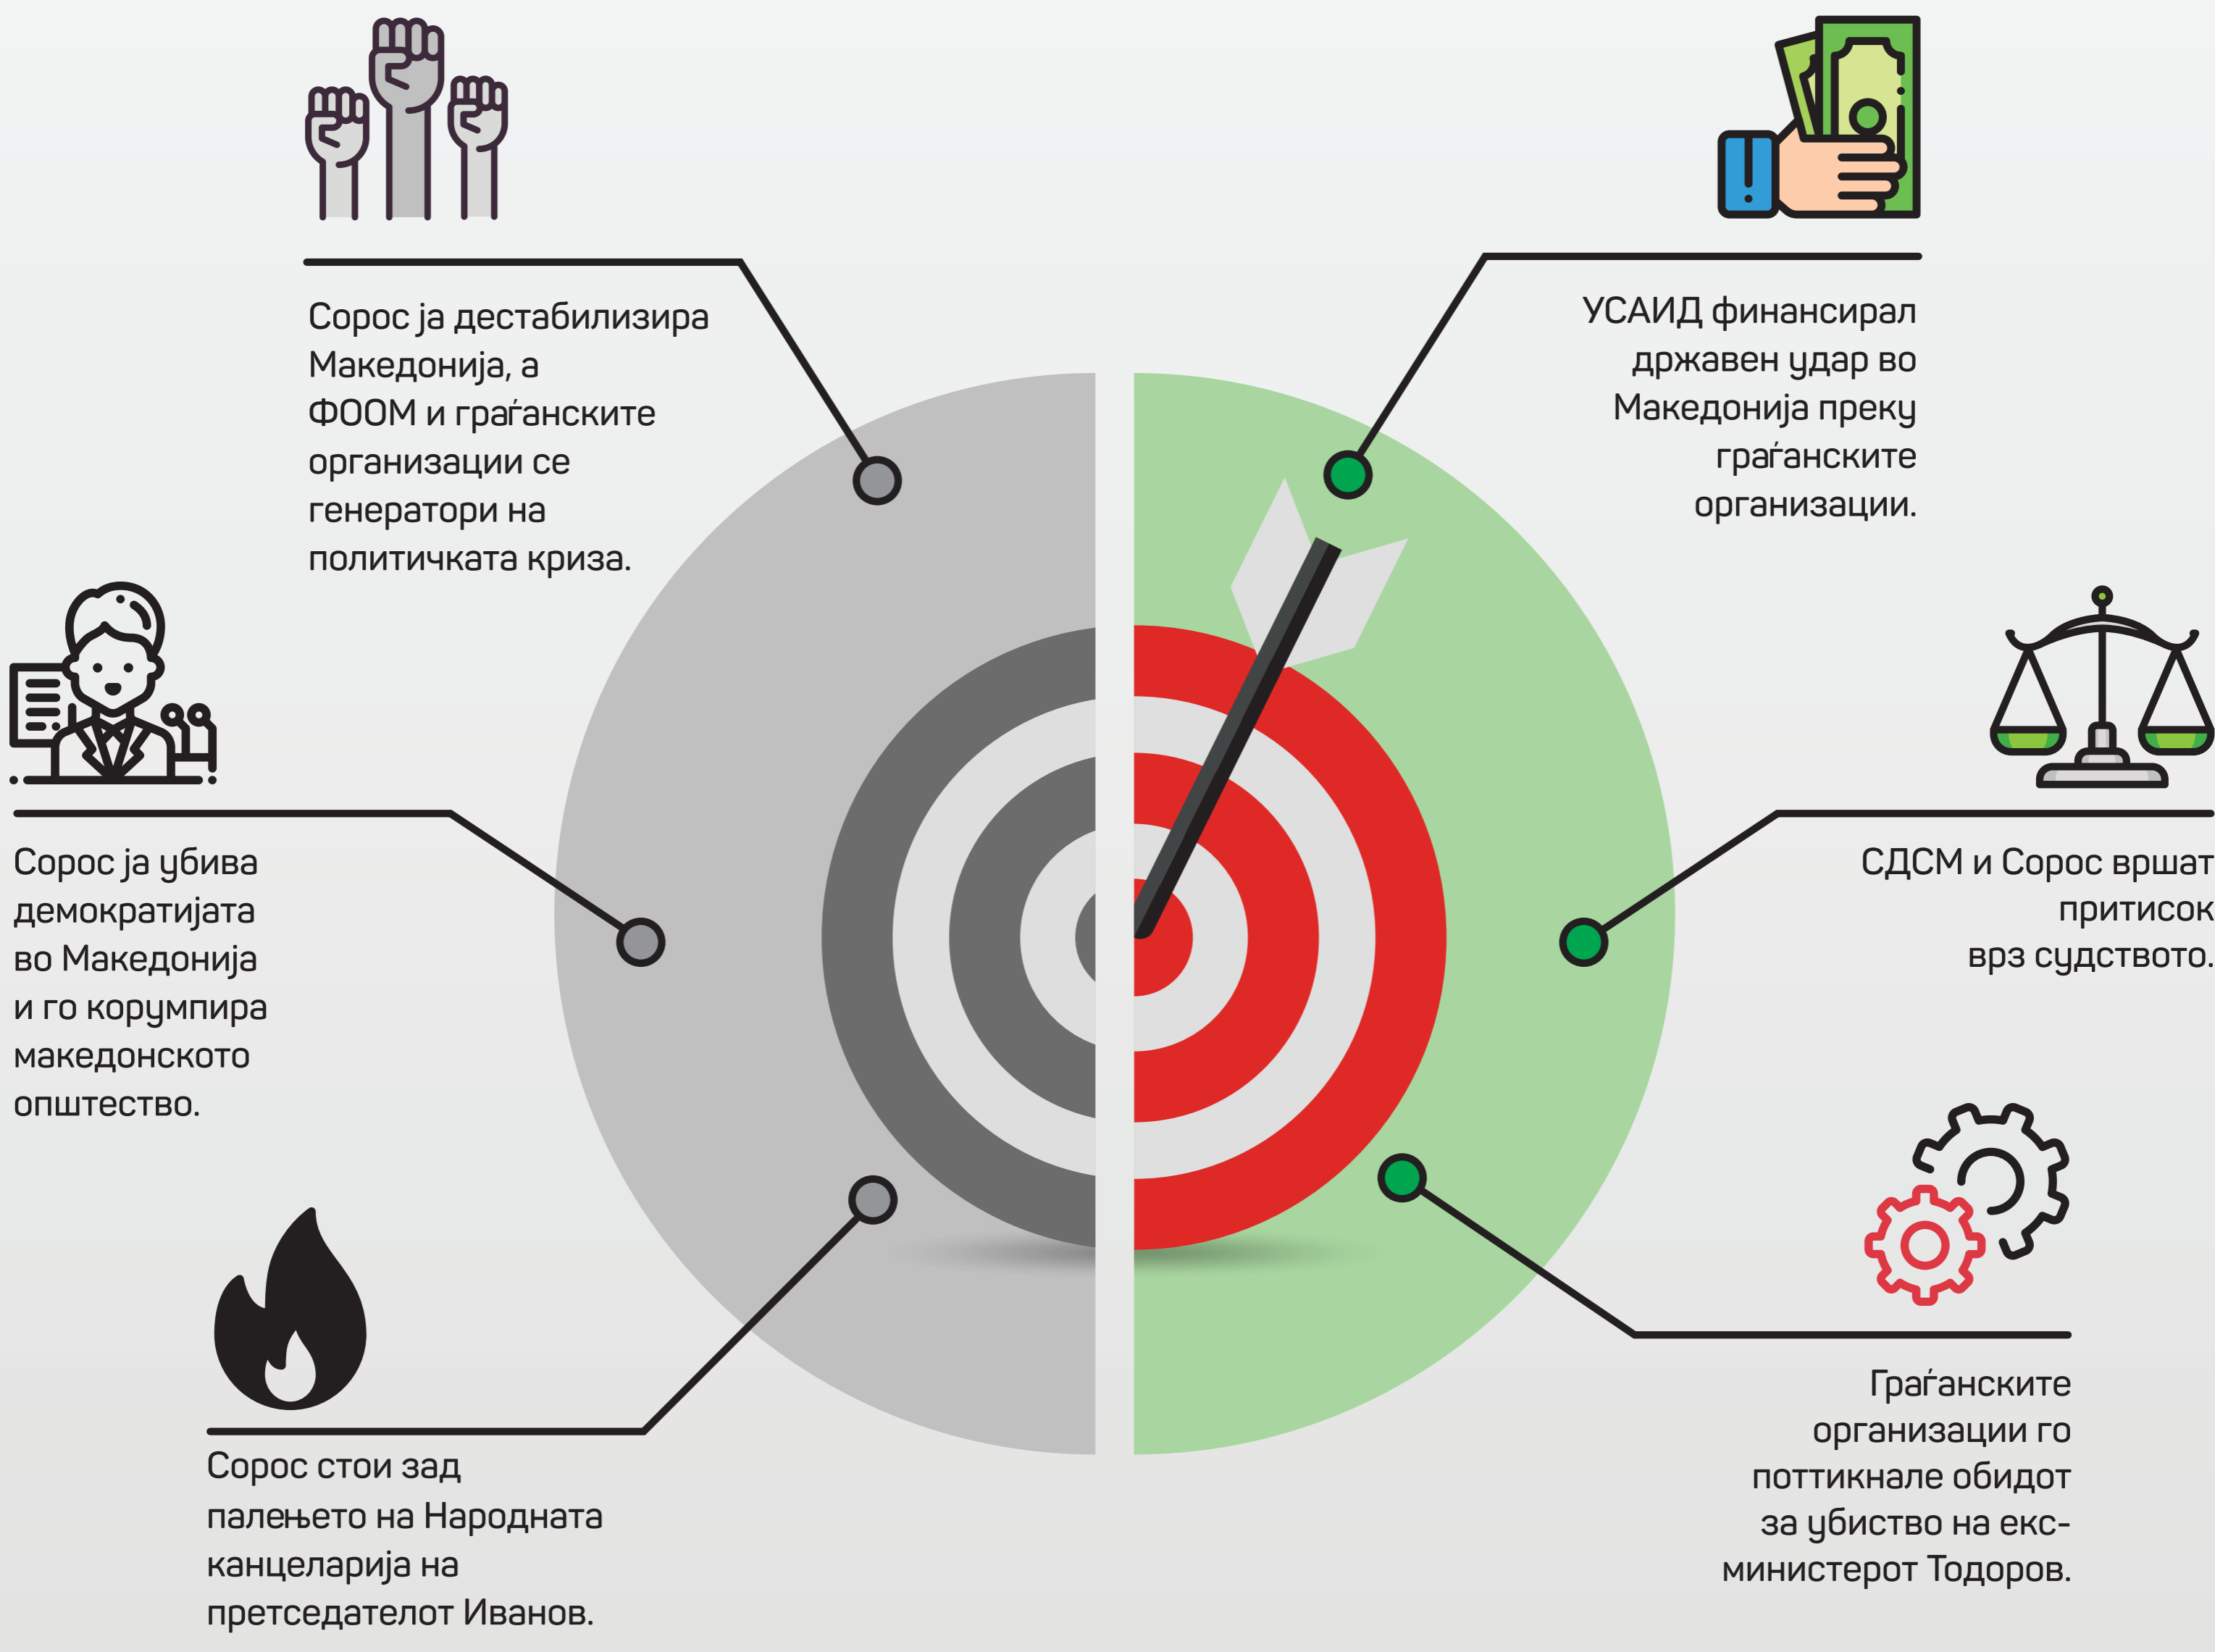 Сорос ја дестабилизира
Македонија, а
ФООМ и граѓанските
организации се
генератори на
политичката криза.
УСАИД финансирал
државен удар во
Македонија преку
граѓанските
организации.
Сорос ја убива
демократијата
во Македонија
и го корумпира
македонското
општество.
СДСМ и Сорос вршат
притисок
врз судството.
Сорос стои зад
палењето на Народната
канцеларија на
претседателот Иванов.
Граѓанските
организации го
поттикнале обидот
за убиство на екс-
министерот Тодоров.